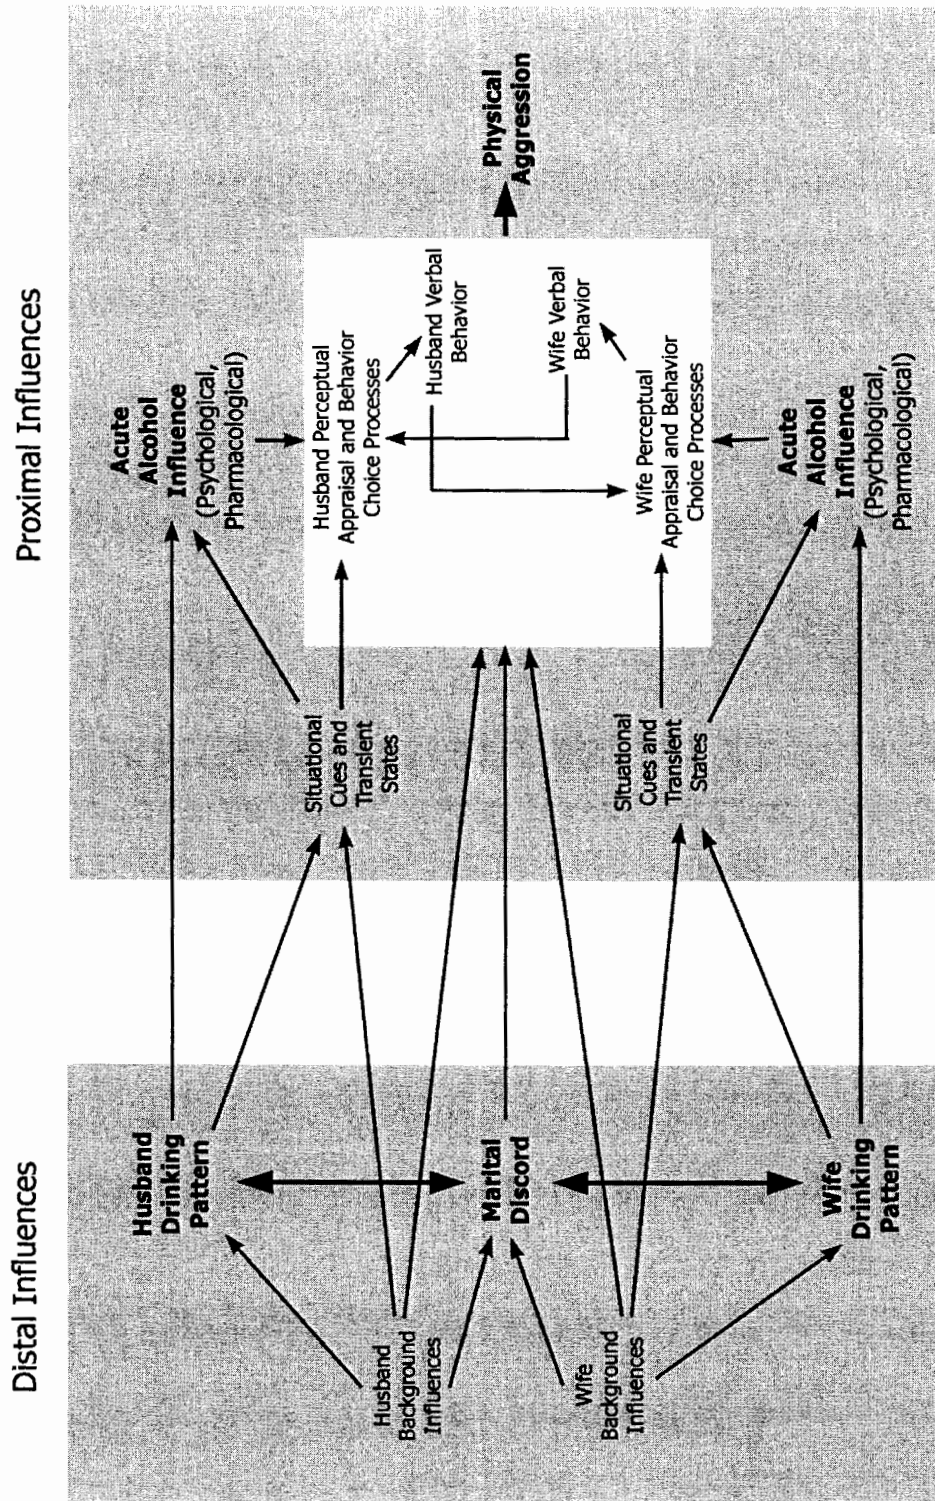 Distal Influences
Proximal Influences
Husband
Drinking
Pattern
Husband
Background
Influences
Marital
Discord
Wife
Background
Influences
Wife
Drinking
Pattern
Situational
Cues and
Transient
States
Situational
Cues and
Transient
States
Acute
Alcohol
Influence
(Psychological,
Pharmacological)
Husband Perceptual
Appraisal and Behavior
Choice Processes
Husband Verbal
Behavior
Wife Verbal
Behavior
Wife Perceptual
Appraisal and Behavior
Choice Processes
Acute
Alcohol
Influence
(Psychological,
Pharmacological)
Physical
Aggression